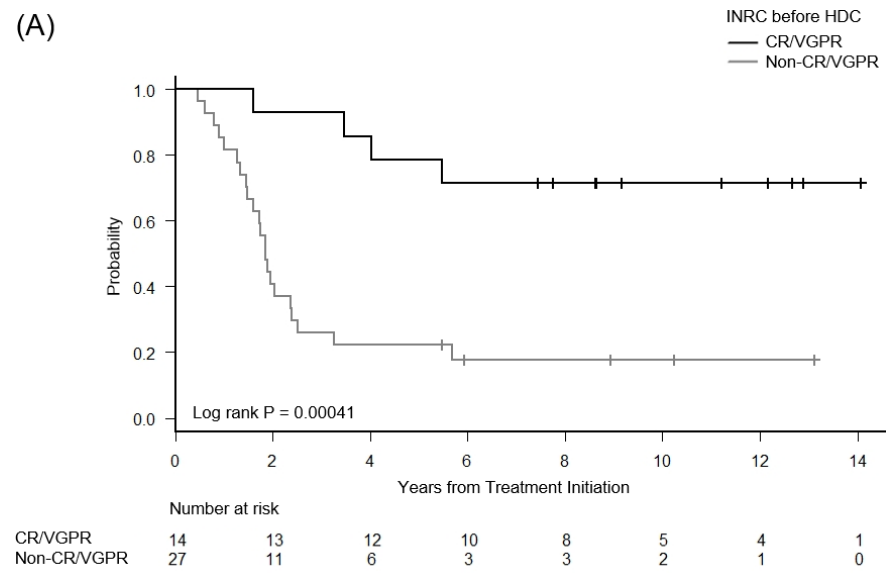 (A)
INRC before HDC
CR/VGPR
Non-CR/VGPR
1.0
0.8
0.6
0.4
0.2
0.0
Probability
Log rank P = 0.00041
0 2 4 6 8 10 12 14
Years from Treatment Initiation
Number at risk
CR/VGPR 14 13 12 10 8 5 4 1
Non-CR/VGPR 27 11 6 3 3 2 1 0